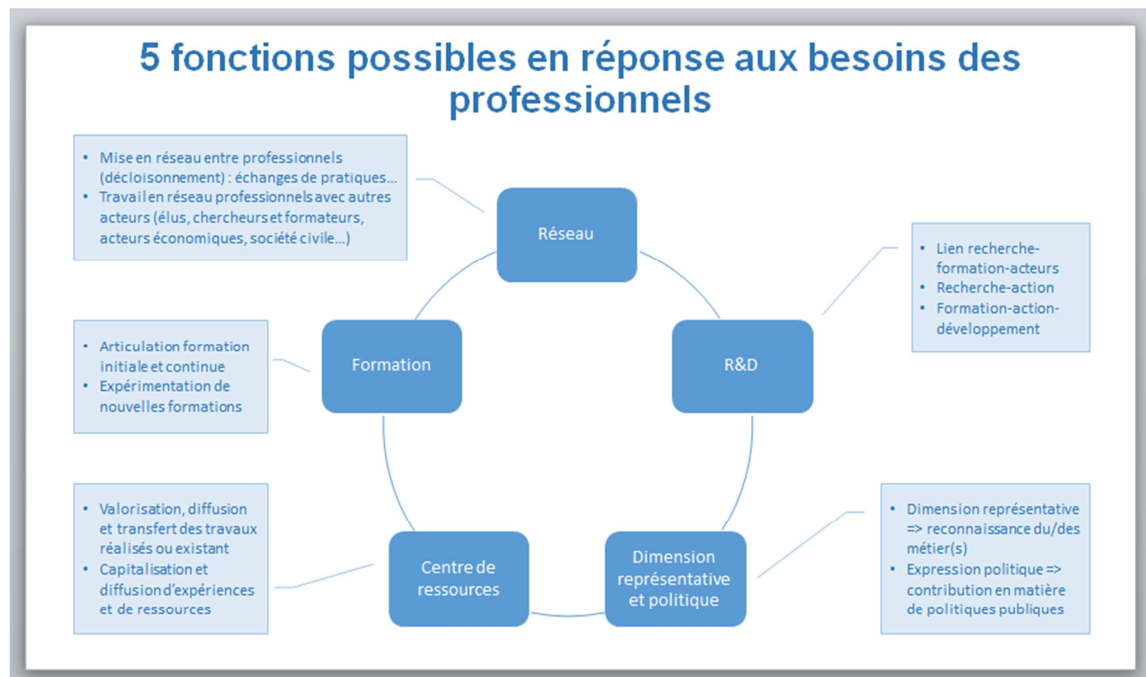 5 fonctions possibles en réponse aux besoins des
professionnels
• Mise en réseau entre professionnels
(décloisonnement) : échanges de pratiques...
• Travail en réseau professionnels avec autres
acteurs (élus, chercheurs et formateurs,
acteurs économiques, société civile...)
Réseau
• Lien recherche-
formation-acteurs
• Recherche-action
• Formation-action-
développement
R&D
• Articulation formation
initiale et continue
• Expérimentation de
nouvelles formations
Formation
• Valorisation, diffusion
et transfert des travaux
réalisés ou existant
• Capitalisation et
diffusion d'expériences
et de ressources
Centre de
ressources
Dimension
représentative
et politique
• Dimension représentative
=> reconnaissance du/des
métier(s)
• Expression politique =>
contribution en matière
de politiques publiques